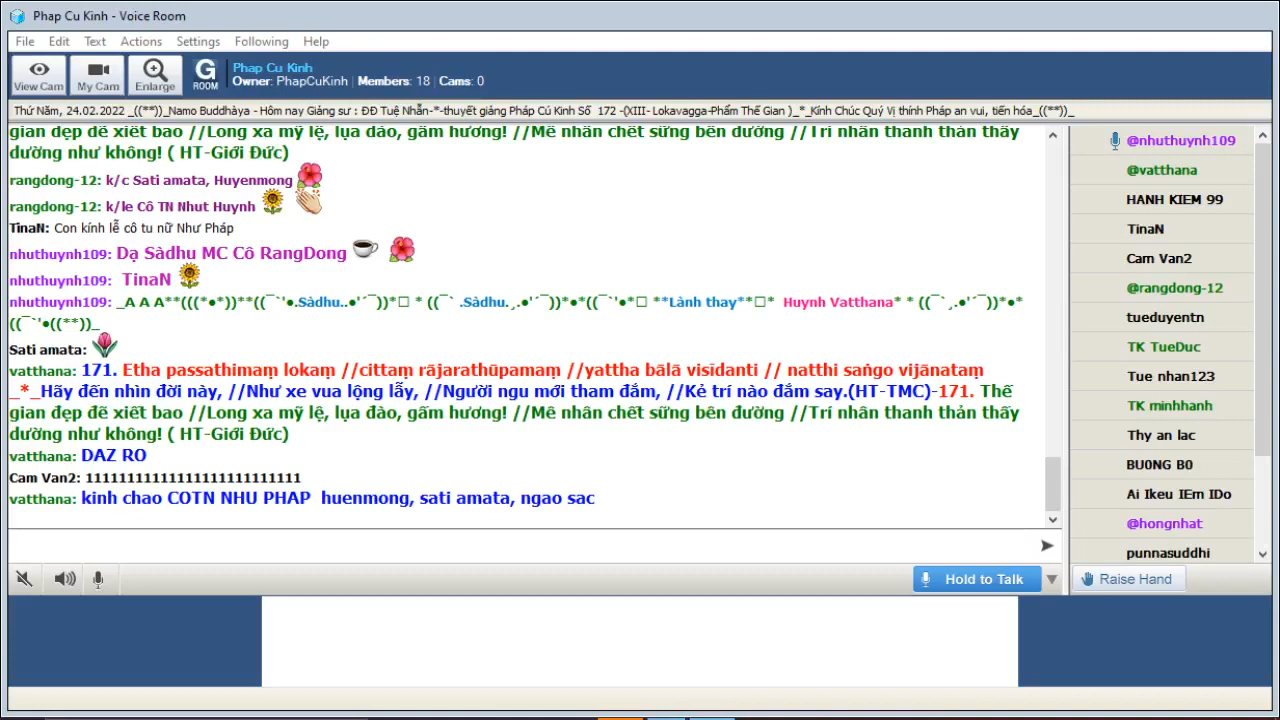 Phap Cu Kinh - Voice Room
File Edit Text Actions Settings Following Help
View Cam
My Cam
Enlarge
G
ROOM
Phap Cu Kinh
Owner: PhapCuKinh | Members: 18 | Cams: 0
Thứ Năm, 24.02.2022 _((**))_Namo Buddhàya - Hôm nay Giảng sư : ĐĐ Tuệ Nhẫn-*-thuyết giảng Pháp Cú Kinh Số 172 -(XIII- Lokavagga-Phẩm Thế Gian )_*_Kính Chúc Quý Vị thính Pháp an vui, tiến hóa_((**))_
gian đẹp đẽ xiết bao //Long xa mỹ lệ, lụa đào, gấm hương! //Mê nhân chết sững bên đường //Trí nhân thanh thản thấy
dường như không! ( HT-Giới Đức)
rangdong-12: k/c Sati amata, Huyenmong
rangdong-12: k/le Cô TN Nhut Huynh
TinaN: Con kính lễ cô tu nữ Như Pháp
nhuthuynh109: Dạ Sàdhu MC Cô RangDong
nhuthuynh109: TinaN
nhuthuynh109: _A A A**(((*●*))**((¯`'●.Sàdhu..●'´¯))*□ * ((¯` .Sàdhu.¸.●'´¯))*●*((¯`'●*□ **Lành thay**□* Huynh Vatthana* * ((¯`¸.●'´¯))*●*
((¯`'●((**))_
Sati amata:
vatthana: 171. Etha passathimaṃ lokaṃ //cittaṃ rājarathūpamaṃ //yattha bālā visīdanti // natthi saṅgo vijānataṃ
_*_Hãy đến nhìn đời này, //Như xe vua lộng lẫy, //Người ngu mới tham đắm, //Kẻ trí nào đắm say.(HT-TMC)-171. Thế
gian đẹp đẽ xiết bao //Long xa mỹ lệ, lụa đào, gấm hương! //Mê nhân chết sững bên đường //Trí nhân thanh thản thấy
dường như không! ( HT-Giới Đức)
vatthana: DAZ RO
Cam Van2: 11111111111111111111111111
vatthana: kinh chao COTN NHU PHAP huenmong, sati amata, ngao sac
@nhuthuynh109
@vatthana
HANH KIEM 99
TinaN
Cam Van2
@rangdong-12
tueduyentn
TK TueDuc
Tue nhan123
TK minhhanh
Thy an lac
BU0NG B0
Ai Ikeu IEm IDo
@hongnhat
punnasuddhi
Hold to Talk
Raise Hand